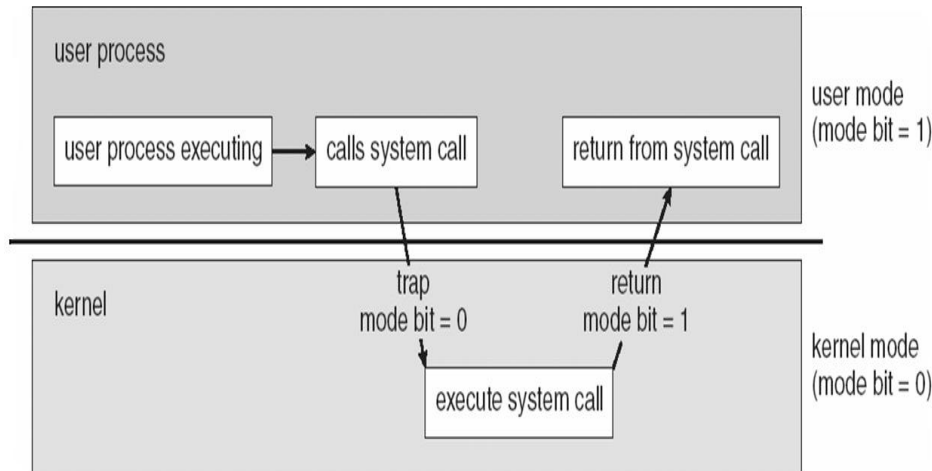 user process
user process executing
calls system call
return from system call
user mode
(mode bit = 1)
trap
mode bit = 0
return
mode bit = 1
kernel
execute system call
kernel mode
(mode bit = 0)